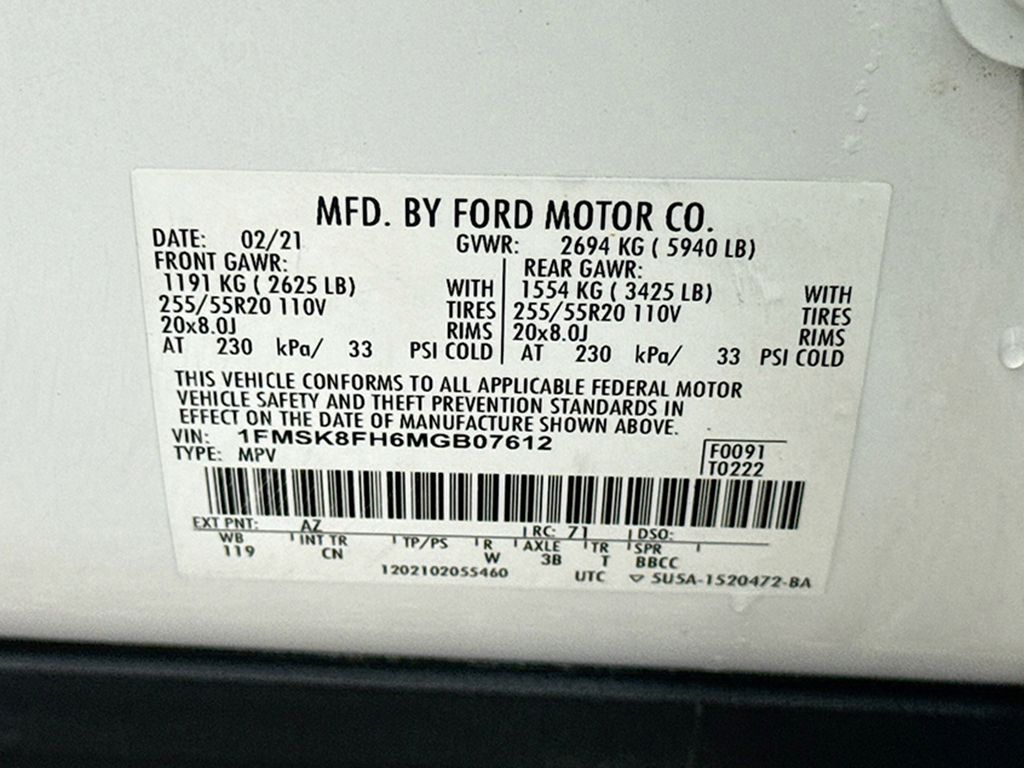 MFD. BY FORD MOTOR CO.
DATE: 02/21 GVWR: 2694 KG ( 5940 LB)
FRONT GAWR: REAR GAWR:
1191 KG ( 2625 LB) WITH 1554 KG ( 3425 LB) WITH
255/55R20 110V TIRES 255/55R20 110V TIRES
20x8.0J RIMS 20x8.0J RIMS
AT 230 kPa/ 33 PSI COLD AT 230 kPa/ 33 PSI COLD
THIS VEHICLE CONFORMS TO ALL APPLICABLE FEDERAL MOTOR
VEHICLE SAFETY AND THEFT PREVENTION STANDARDS IN
EFFECT ON THE DATE OF MANUFACTURE SHOWN ABOVE.
VIN: 1FMSK8FH6MGB07612 F0091
TYPE: MPV T0222
EXT PNT: AZ RC: 71 DSO:
WB INT TR TP/PS R AXLE TR SPR
119 CN W 3B T BBCC
1202102055460 UTC ▽ 5U5A-1520472-BA